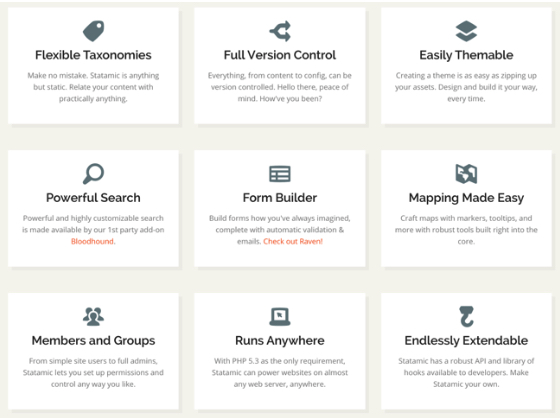 Flexible Taxonomies
Make no mistake. Statamic is anything
but static. Relate your content with
practically anything.
Full Version Control
Everything, from content to config, can be
version controlled. Hello there, peace of
mind. How've you been?
Easily Themable
Creating a theme is as easy as zipping up
your assets. Design and build it your way,
every time.
Powerful Search
Powerful and highly customizable search
is made available by our 1st party add-on
Bloodhound.
Form Builder
Build forms how you've always imagined,
complete with automatic validation &
emails. Check out Raven!
Mapping Made Easy
Craft maps with markers, tooltips, and
more with robust tools built right into the
core.
Members and Groups
From simple site users to full admins,
Statamic lets you set up permissions and
control any way you like.
Runs Anywhere
With PHP 5.3 as the only requirement,
Statamic can power websites on almost
any web server, anywhere.
Endlessly Extendable
Statamic has a robust API and library of
hooks available to developers. Make
Statamic your own.